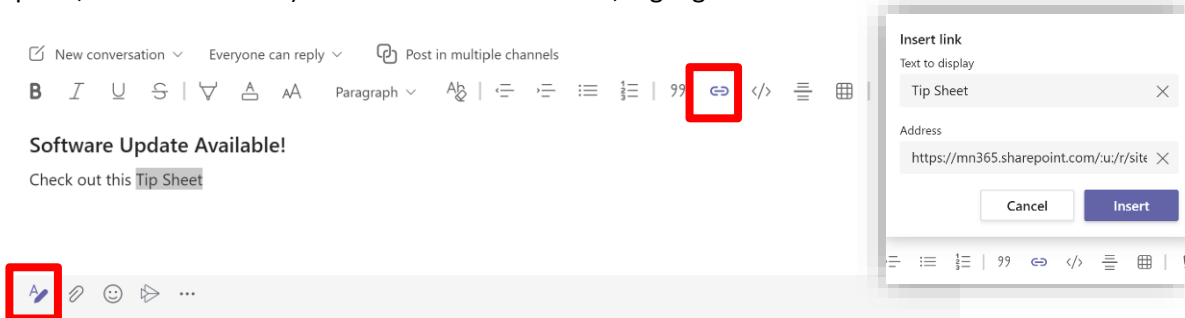 New conversation Everyone can reply Post in multiple channels
B I U S A AA Paragraph
Software Update Available!
Check out this Tip Sheet
Insert link
Text to display
Tip Sheet
Address
https://mn365.sharepoint.com/:u:/r/site
Cancel Insert